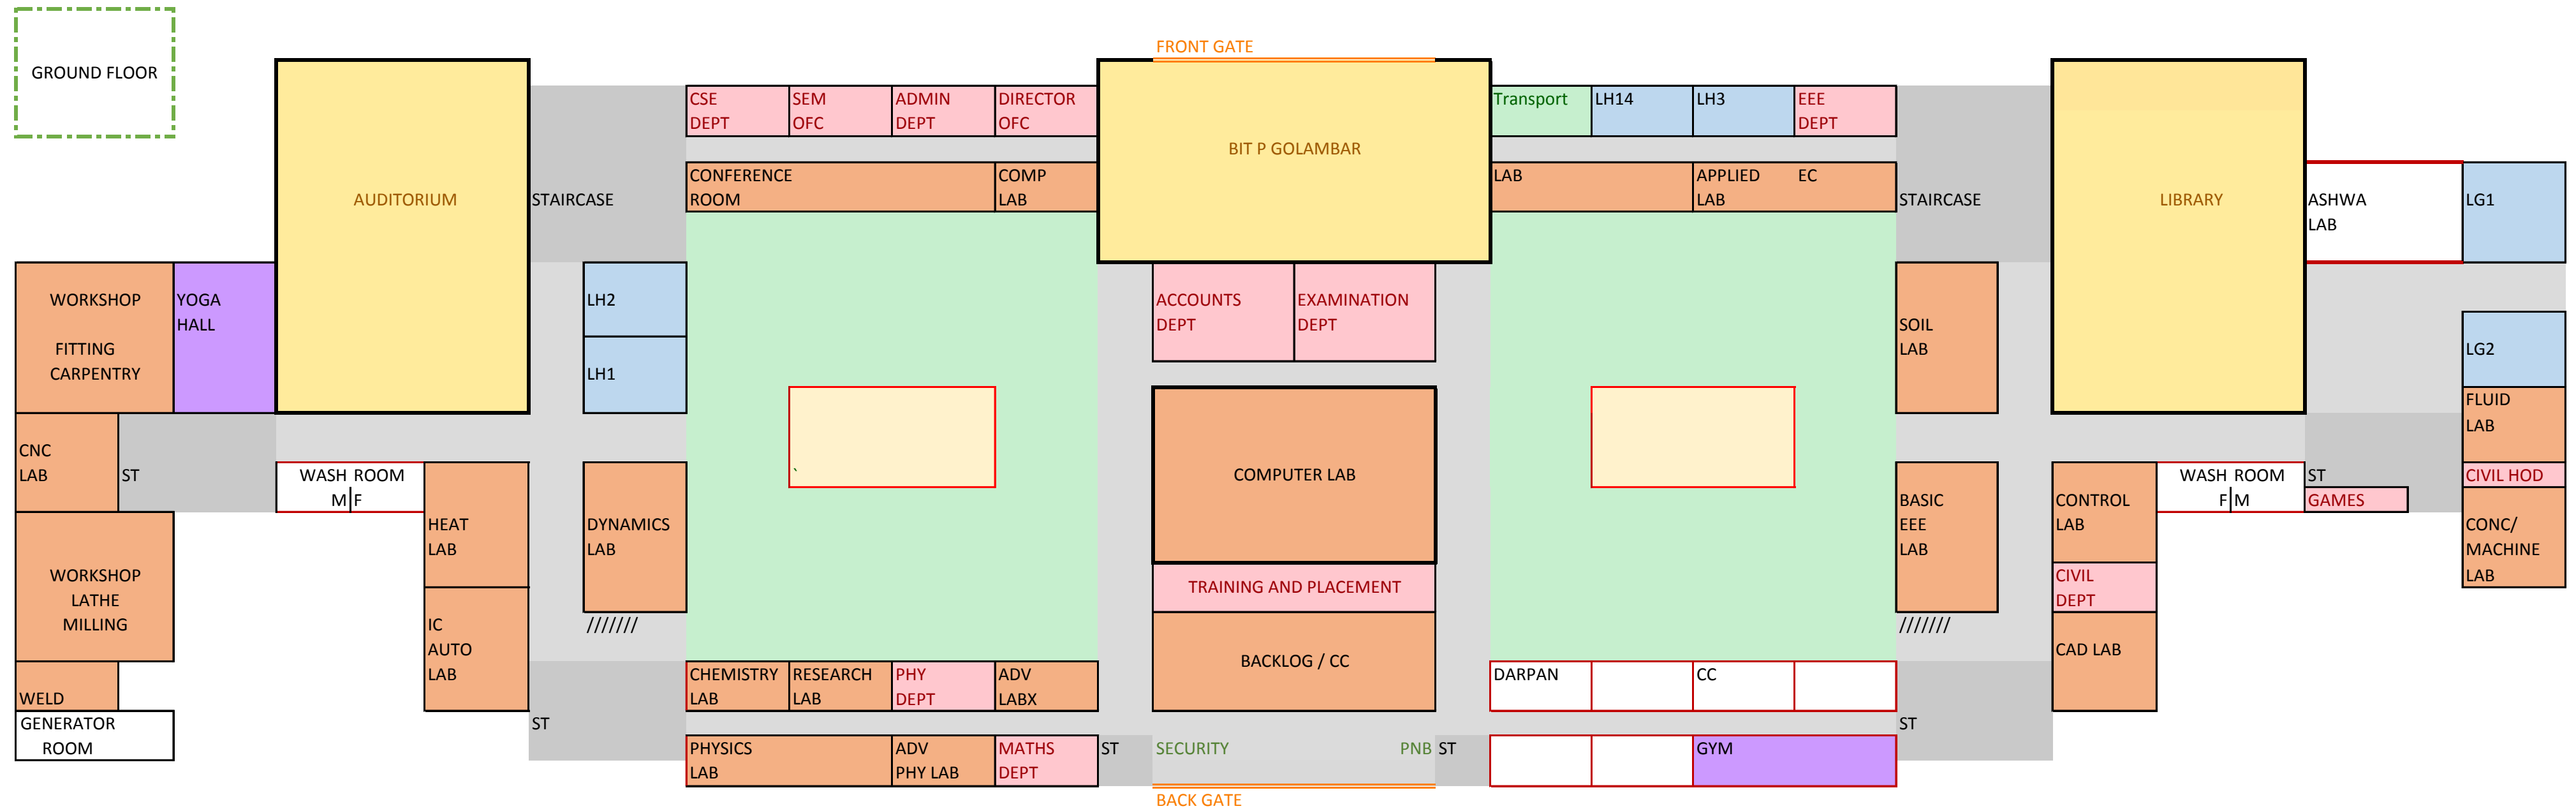 FRONT GATE
GROUND FLOOR
CSE
DEPT
SEM
OFC
ADMIN
DEPT
DIRECTOR
OFC
Transport
LH14
LH3
EEE
DEPT
BIT P GOLAMBAR
CONFERENCE
ROOM
COMP
LAB
LAB
APPLIED EC
LAB
AUDITORIUM
STAIRCASE
STAIRCASE
LIBRARY
ASHWA
LAB
LG1
WORKSHOP
FITTING
CARPENTRY
YOGA
HALL
LH2
LH1
ACCOUNTS
DEPT
EXAMINATION
DEPT
SOIL
LAB
LG2
FLUID
LAB
CNC
LAB
ST
WASH ROOM
M|F
HEAT
LAB
DYNAMICS
LAB
`
COMPUTER LAB
BASIC
EEE
LAB
CONTROL
LAB
WASH ROOM
F|M
ST
GAMES
CIVIL HOD
CONC/
MACHINE
LAB
WORKSHOP
LATHE
MILLING
TRAINING AND PLACEMENT
CIVIL
DEPT
IC
AUTO
LAB
///////
///////
BACKLOG / CC
CAD LAB
WELD
GENERATOR
ROOM
CHEMISTRY
LAB
RESEARCH
LAB
PHY
DEPT
ADV
LABX
DARPAN
CC
ST
ST
PHYSICS
LAB
ADV
PHY LAB
MATHS
DEPT
ST
SECURITY
PNB
ST
GYM
BACK GATE